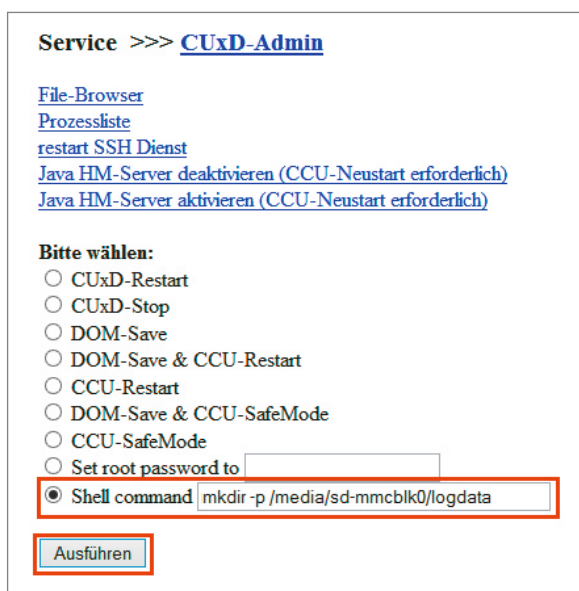 Service >>> CUxD-Admin
File-Browser
Prozessliste
restart SSH Dienst
Java HM-Server deaktivieren (CCU-Neustart erforderlich)
Java HM-Server aktivieren (CCU-Neustart erforderlich)
Bitte wählen:
CUxD-Restart
CUxD-Stop
DOM-Save
DOM-Save & CCU-Restart
CCU-Restart
DOM-Save & CCU-SafeMode
CCU-SafeMode
Set root password to
Shell command mkdir -p /media/sd-mmcblk0/logdata
Ausführen